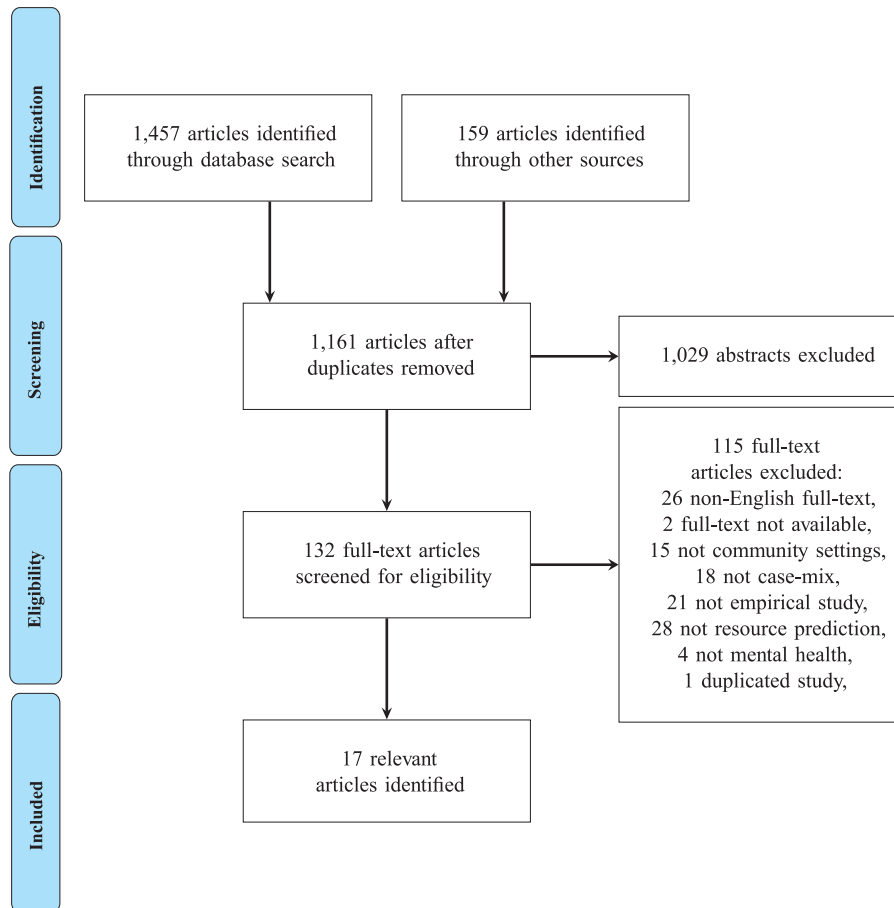 Identification
1,457 articles identified
through database search
159 articles identified
through other sources
Screening
1,161 articles after
duplicates removed
1,029 abstracts excluded
Eligibility
132 full-text articles
screened for eligibility
115 full-text
articles excluded:
26 non-English full-text,
2 full-text not available,
15 not community settings,
18 not case-mix,
21 not empirical study,
28 not resource prediction,
4 not mental health,
1 duplicated study,
Included
17 relevant
articles identified